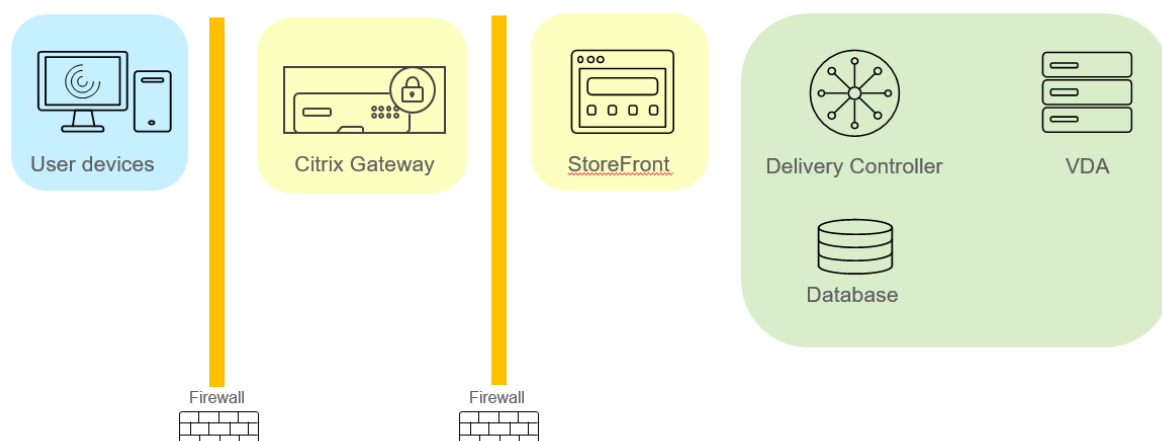 User devices
Citrix Gateway
StoreFront
Delivery Controller
VDA
Database
Firewall
Firewall